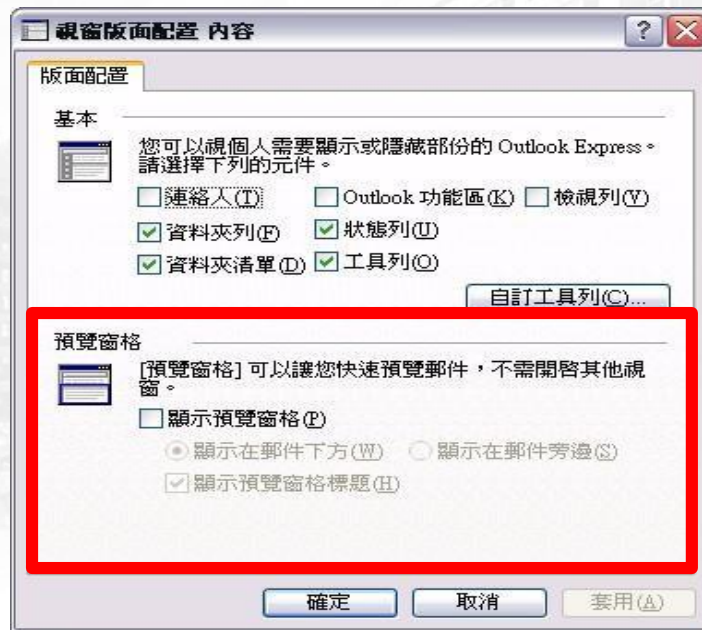 視窗版面配置 內容
版面配置
基本
您可以視個人需要顯示或隱藏部份的 Outlook Express。
請選擇下列的元件。
連絡人(T) Outlook 功能區(K) 檢視列(V)
資料夾列(F) 狀態列(U)
資料夾清單(D) 工具列(O)
自訂工具列(C)...
預覽窗格
[預覽窗格] 可以讓您快速預覽郵件，不需開啓其他視
窗。
顯示預覽窗格(P)
顯示在郵件下方(W) 顯示在郵件旁邊(S)
顯示預覽窗格標題(H)
確定 取消 套用(A)